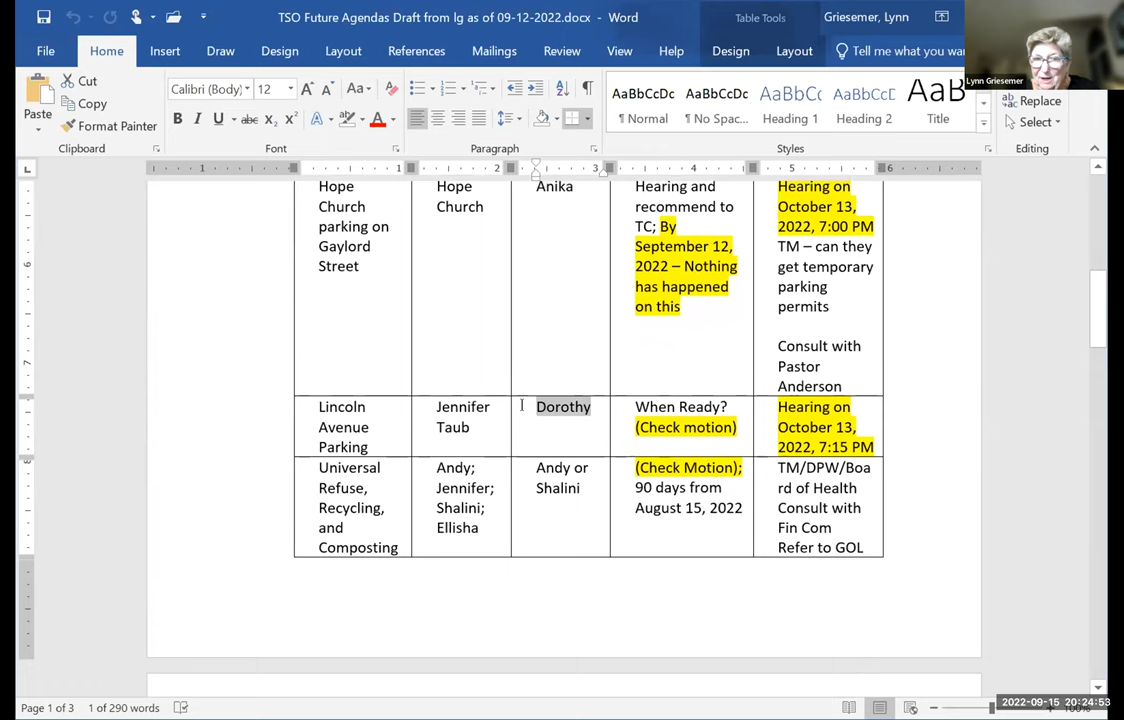 TSO Future Agendas Draft from lg as of 09-12-2022.docx - Word
Table Tools
Griesemer, Lynn
File
Home
Insert
Draw
Design
Layout
References
Mailings
Review
View
Help
Design
Layout
Tell me what you wan
Lynn Griesemer
Paste
Cut
Copy
Format Painter
Clipboard
Calibri (Body)
12
Font
Paragraph
AaBbCcDc
¶ Normal
AaBbCcDc
¶ No Spac...
AaBbCcI
Heading 1
AaBbCcD
Heading 2
AaB
Title
Styles
Replace
Select
Editing
Hope
Church
parking on
Gaylord
Street
Hope
Church
Anika
Hearing and
recommend to
TC; By
September 12,
2022 – Nothing
has happened
on this
Hearing on
October 13,
2022, 7:00 PM
TM – can they
get temporary
parking
permits
Consult with
Pastor
Anderson
Lincoln
Avenue
Parking
Jennifer
Taub
Dorothy
When Ready?
(Check motion)
Hearing on
October 13,
2022, 7:15 PM
Universal
Refuse,
Recycling,
and
Composting
Andy;
Jennifer;
Shalini;
Ellisha
Andy or
Shalini
(Check Motion);
90 days from
August 15, 2022
TM/DPW/Boa
rd of Health
Consult with
Fin Com
Refer to GOL
Page 1 of 3
1 of 290 words
2022-09-15 20:24:53